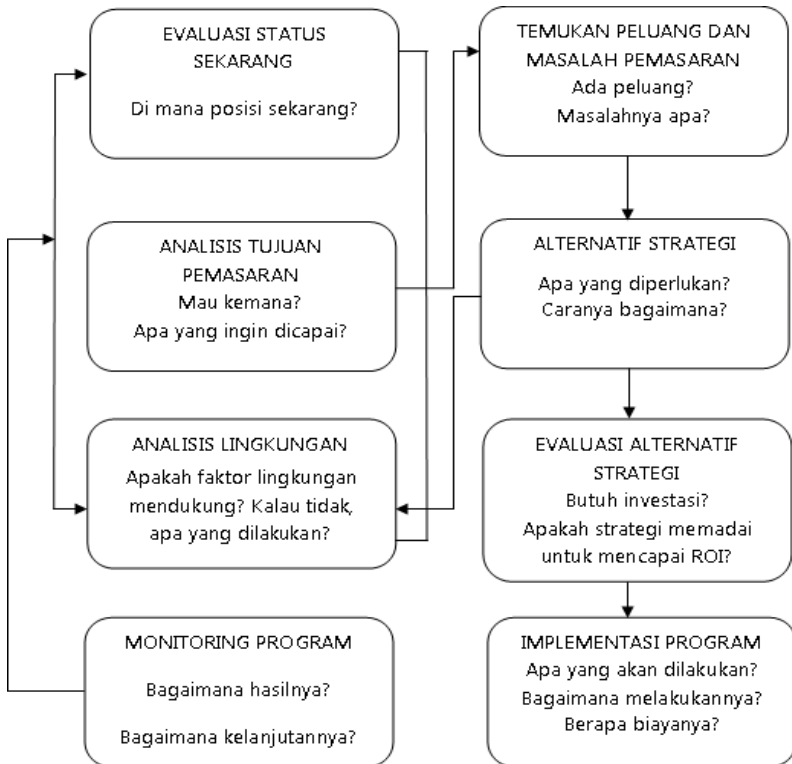 EVALUASI STATUS
SEKARANG
Di mana posisi sekarang?
ANALISIS TUJUAN
PEMASARAN
Mau kemana?
Apa yang ingin dicapai?
ANALISIS LINGKUNGAN
Apakah faktor lingkungan
mendukung? Kalau tidak,
apa yang dilakukan?
MONITORING PROGRAM
Bagaimana hasilnya?
Bagaimana kelanjutannya?
TEMUKAN PELUANG DAN
MASALAH PEMASARAN
Ada peluang?
Masalahnya apa?
ALTERNATIF STRATEGI
Apa yang diperlukan?
Caranya bagaimana?
EVALUASI ALTERNATIF
STRATEGI
Butuh investasi?
Apakah strategi memadai
untuk mencapai ROI?
IMPLEMENTASI PROGRAM
Apa yang akan dilakukan?
Bagaimana melakukannya?
Berapa biayanya?